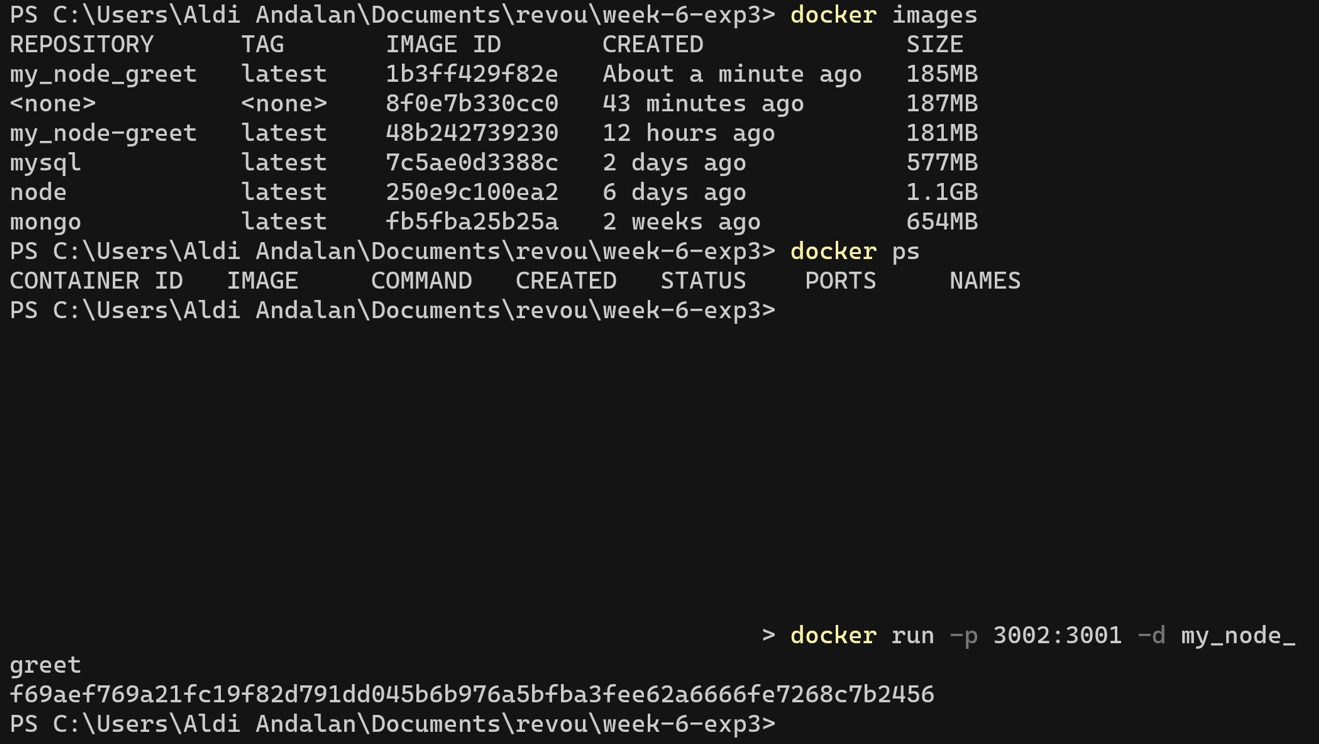 PS C:\Users\Aldi Andalan\Documents\revou\week-6-exp3> docker images
REPOSITORY      TAG       IMAGE ID       CREATED              SIZE
my_node_greet   latest    1b3ff429f82e   About a minute ago   185MB
<none>          <none>    8f0e7b330cc0   43 minutes ago       187MB
my_node-greet   latest    48b242739230   12 hours ago         181MB
mysql           latest    7c5ae0d3388c   2 days ago           577MB
node            latest    250e9c100ea2   6 days ago           1.1GB
mongo           latest    fb5fba25b25a   2 weeks ago          654MB
PS C:\Users\Aldi Andalan\Documents\revou\week-6-exp3> docker ps
CONTAINER ID   IMAGE     COMMAND   CREATED   STATUS    PORTS     NAMES
PS C:\Users\Aldi Andalan\Documents\revou\week-6-exp3>
> docker run -p 3002:3001 -d my_node_
greet
f69aef769a21fc19f82d791dd045b6b976a5bfba3fee62a6666fe7268c7b2456
PS C:\Users\Aldi Andalan\Documents\revou\week-6-exp3>